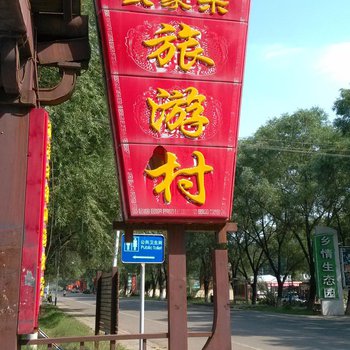 旅
游
村
公共卫生间
Public Toilet
乡情生态园